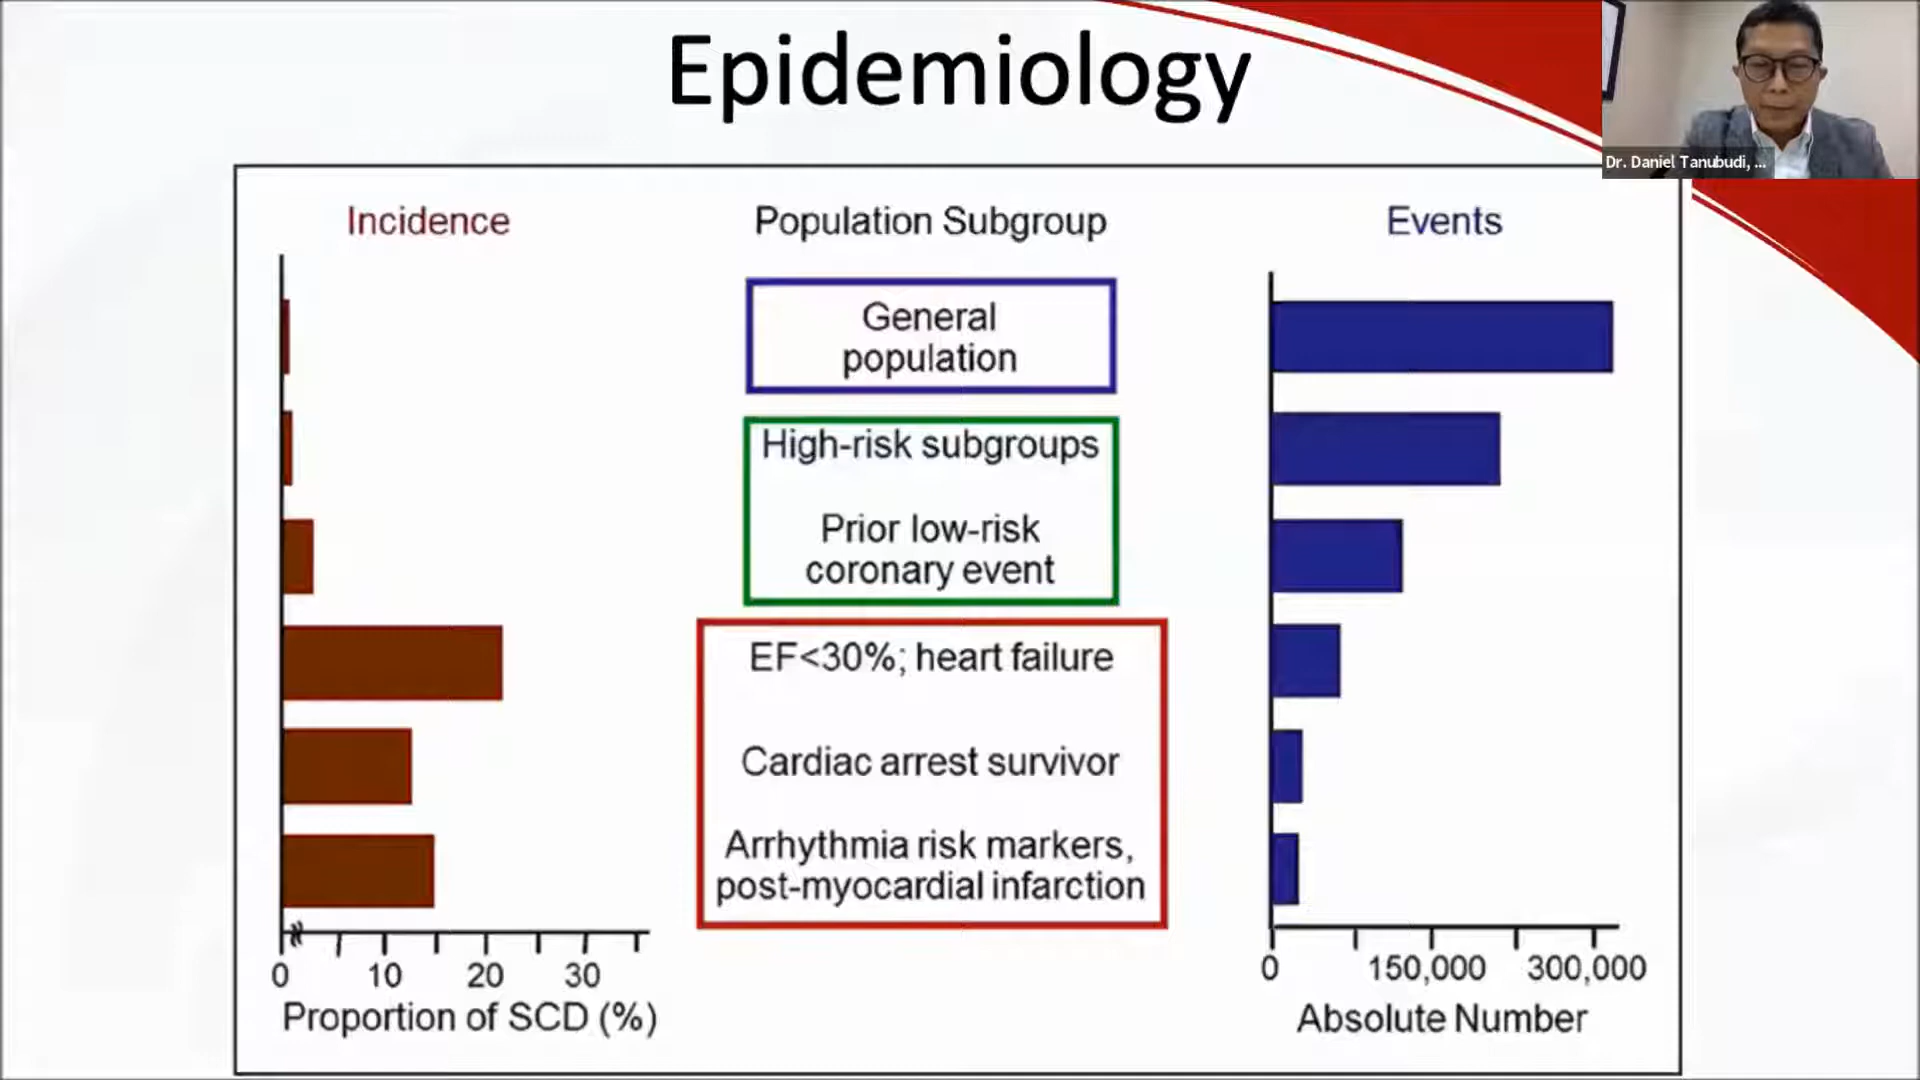 Epidemiology
Dr. Daniel Tanubudi, ...
Incidence
Population Subgroup
Events
General
population
High-risk subgroups
Prior low-risk
coronary event
EF<30%; heart failure
Cardiac arrest survivor
Arrhythmia risk markers,
post-myocardial infarction
0 10 20 30
Proportion of SCD (%)
0 150,000 300,000
Absolute Number